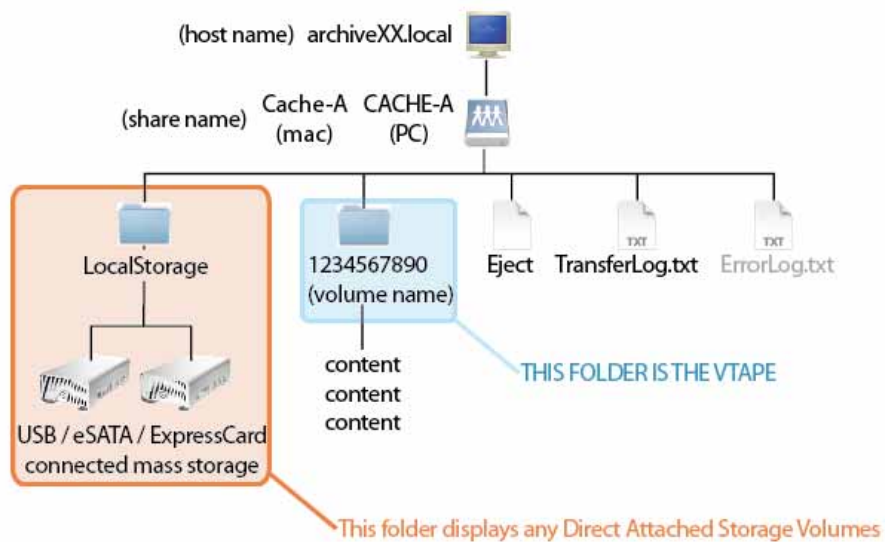 (host name) archiveXX.local
(share name) Cache-A (mac) CACHE-A (PC)
LocalStorage
1234567890
(volume name)
Eject
TXT
TransferLog.txt
TXT
ErrorLog.txt
content
content
content
THIS FOLDER IS THE VTAPE
USB / eSATA / ExpressCard
connected mass storage
This folder displays any Direct Attached Storage Volumes